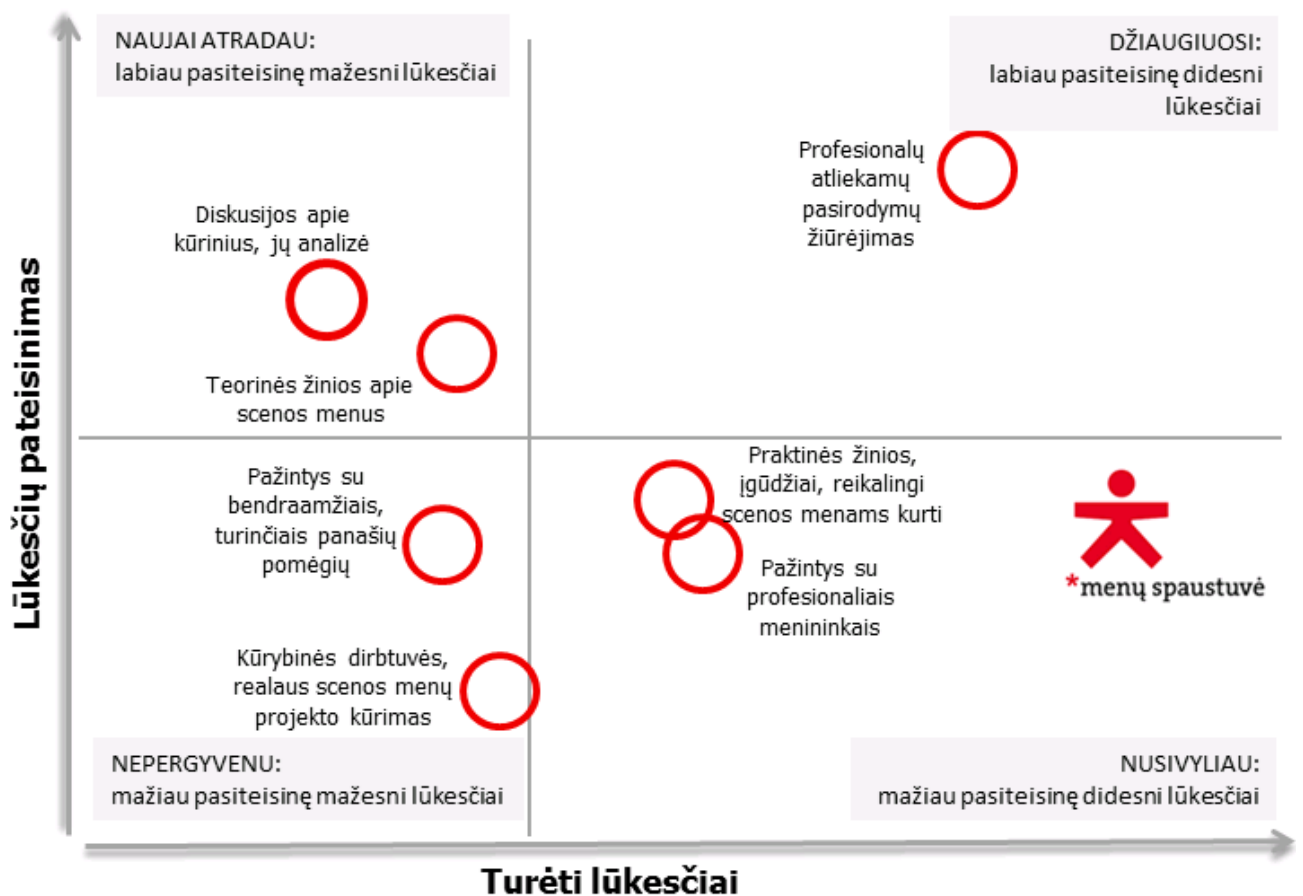 NAUJAI ATRADAU:
labiau pasiteisinę mažesni lūkesčiai
DŽIAUGIUOSI:
labiau pasiteisinę didesni
lūkesčiai
Profesionalų
atliekamų
pasirodymų
žiūrėjimas
Diskusijos apie
kūrinius, jų analizė
Teorinės žinios apie
scenos menus
Lūkesčių pateisinimas
Pažintys su
bendraamžiais,
turinčiais panašių
pomėgių
Praktinės žinios,
įgūdžiai, reikalingi
scenos menams kurti
Pažintys su
profesionaliais
menininkais
*menų spaustuvė
Kūrybinės dirbtuvės,
realaus scenos menų
projekto kūrimas
NEPERGYVENU:
mažiau pasiteisinę mažesni lūkesčiai
NUSIVYLIAU:
mažiau pasiteisinę didesni lūkesčiai
Turėti lūkesčiai